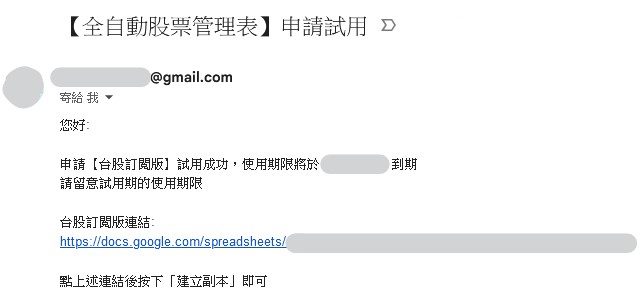 【全自動股票管理表】申請試用
@gmail.com
寄給 我
您好:
申請【台股訂閱版】試用成功，使用期限將於 到期
請留意試用期的使用期限
台股訂閱版連結:
https://docs.google.com/spreadsheets/
點上述連結後按下「建立副本」即可